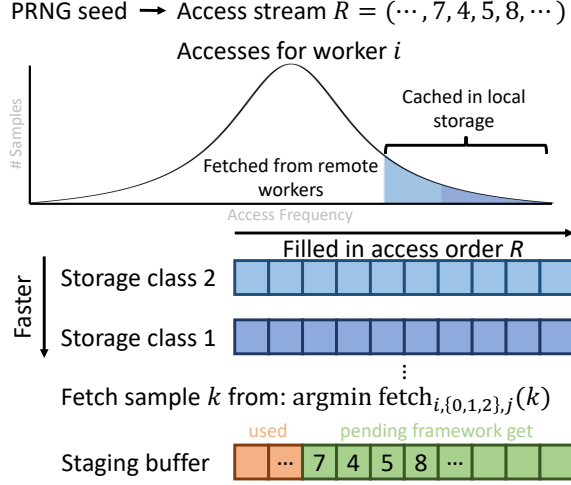 PRNG seed → Access stream R = (⋯, 7, 4, 5, 8, ⋯)
Accesses for worker i
Cached in local
storage
# Samples
Fetched from remote
workers
Access Frequency
Filled in access order R
Faster
Storage class 2
Storage class 1
⋮
Fetch sample k from: argmin fetch_{i,{0,1,2},j}(k)
used
pending framework get
Staging buffer
⋯ 7 4 5 8 ⋯